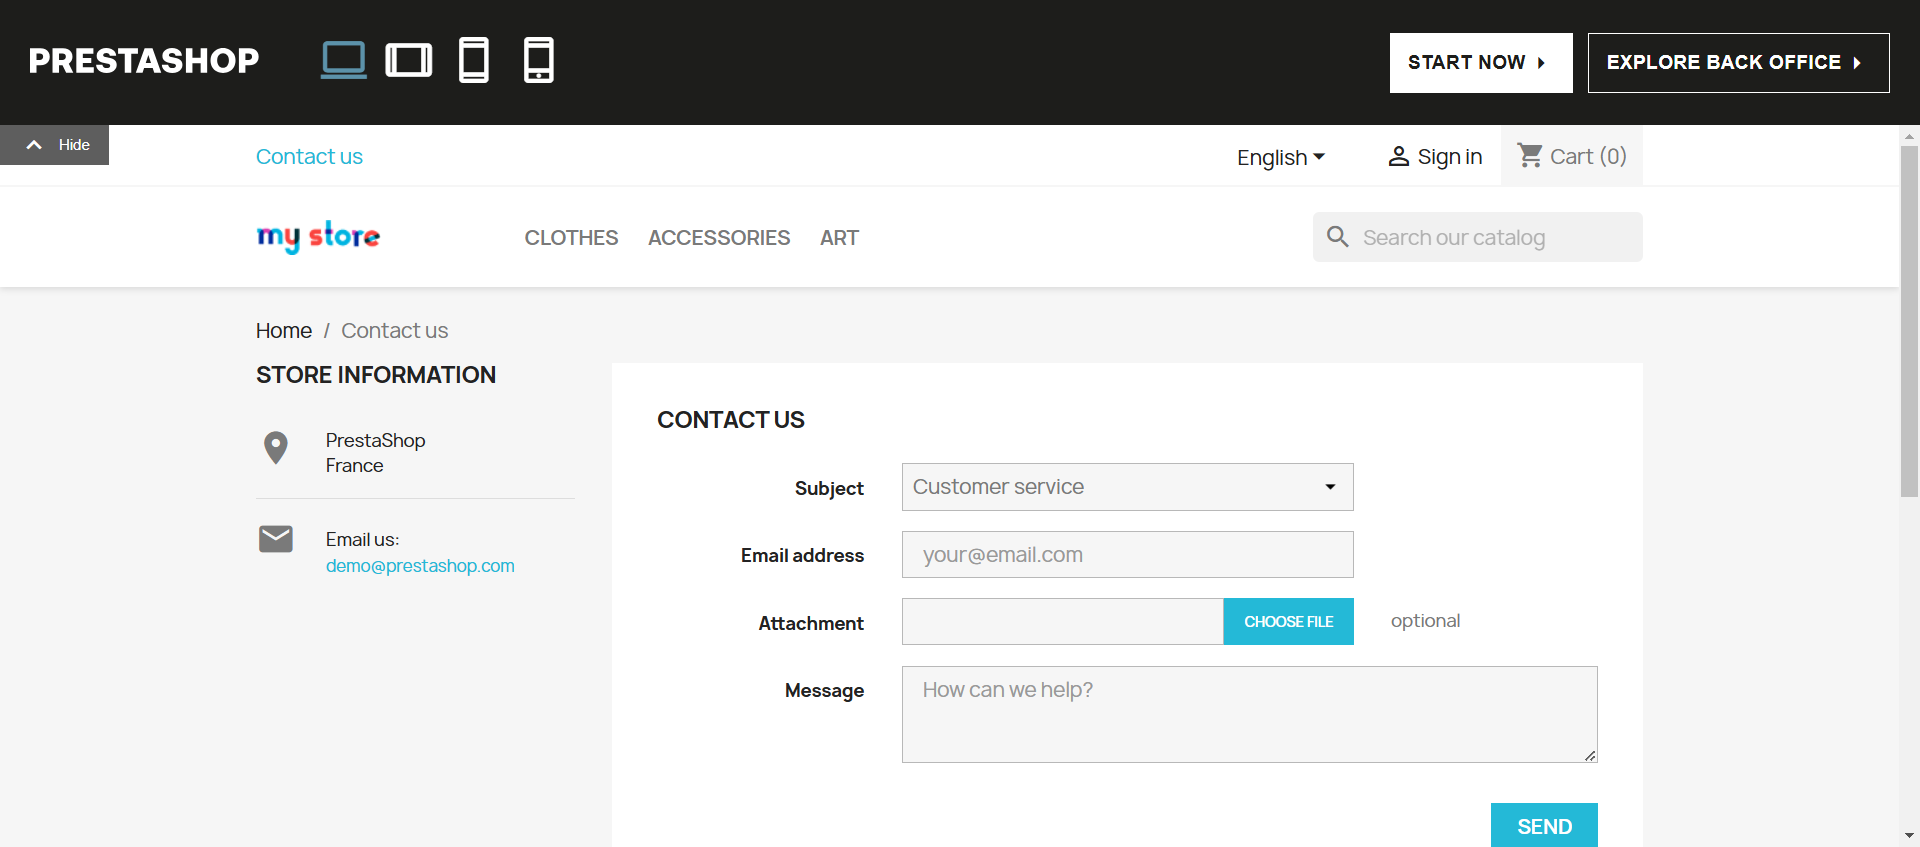 PRESTASHOP
START NOW
EXPLORE BACK OFFICE
Hide
Contact us
English
Sign in
Cart (0)
my store
CLOTHES
ACCESSORIES
ART
Search our catalog
Home / Contact us
STORE INFORMATION
PrestaShop
France
Email us:
demo@prestashop.com
CONTACT US
Subject
Customer service
Email address
your@email.com
Attachment
CHOOSE FILE
optional
Message
How can we help?
SEND